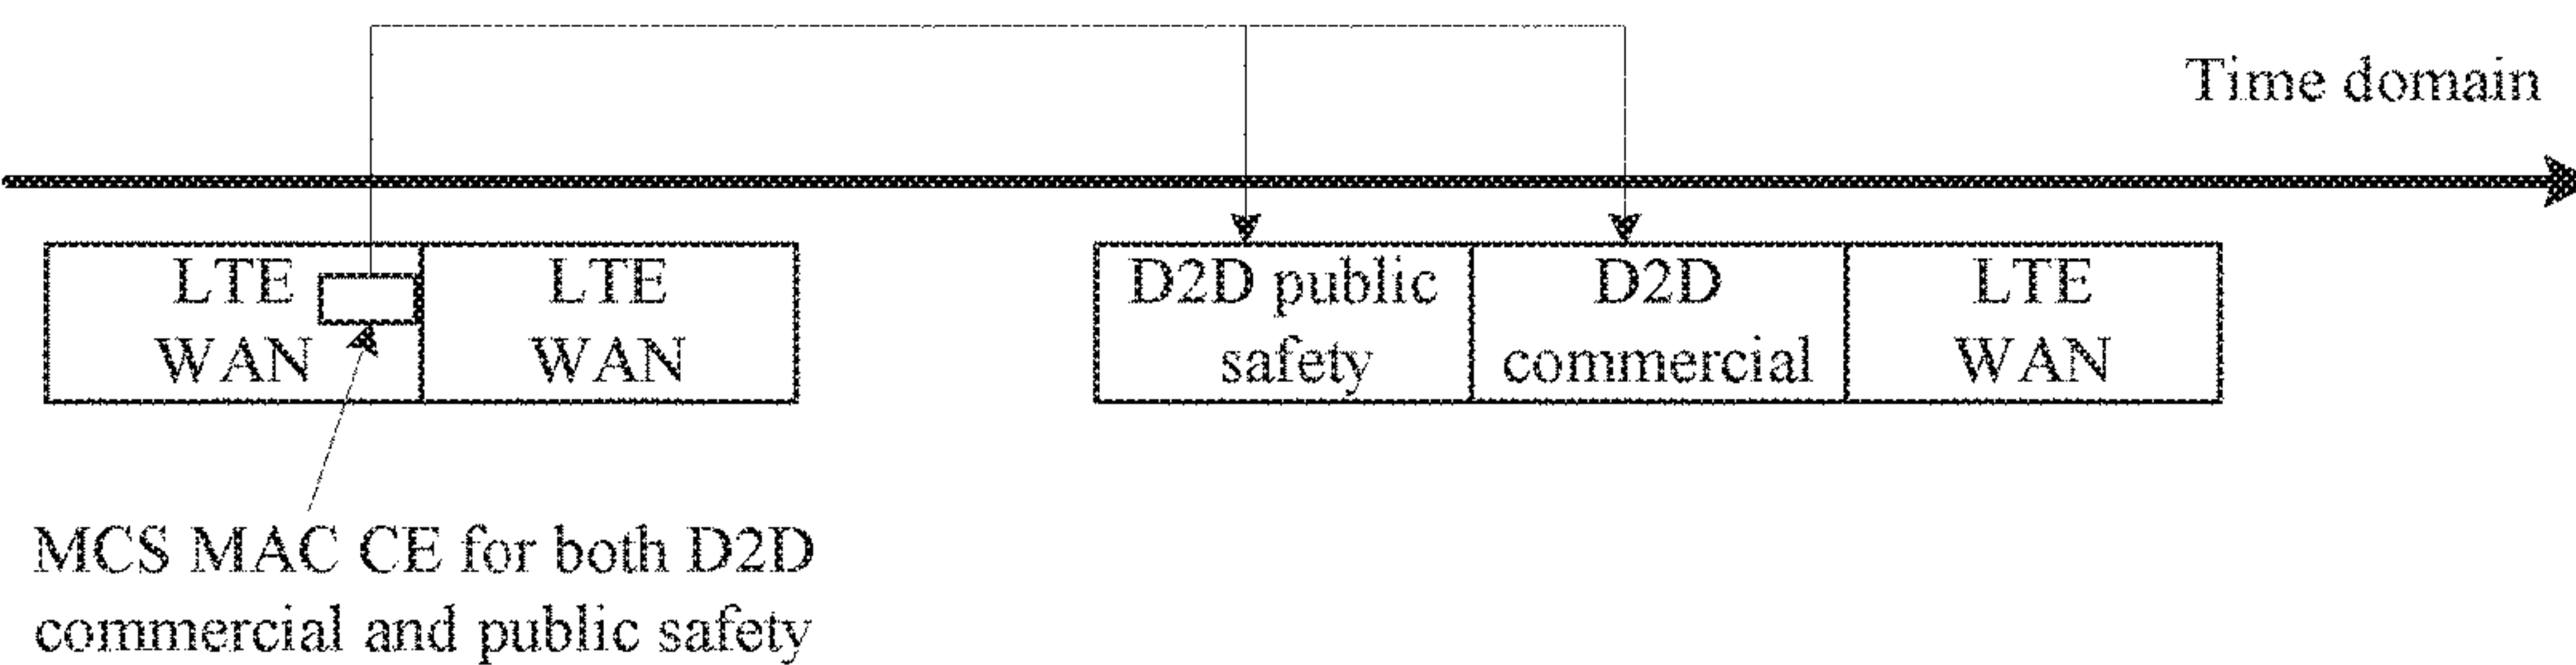 Time domain
LTE
WAN
LTE
WAN
D2D public
safety
D2D
commercial
LTE
WAN
MCS MAC CE for both D2D
commercial and public safety